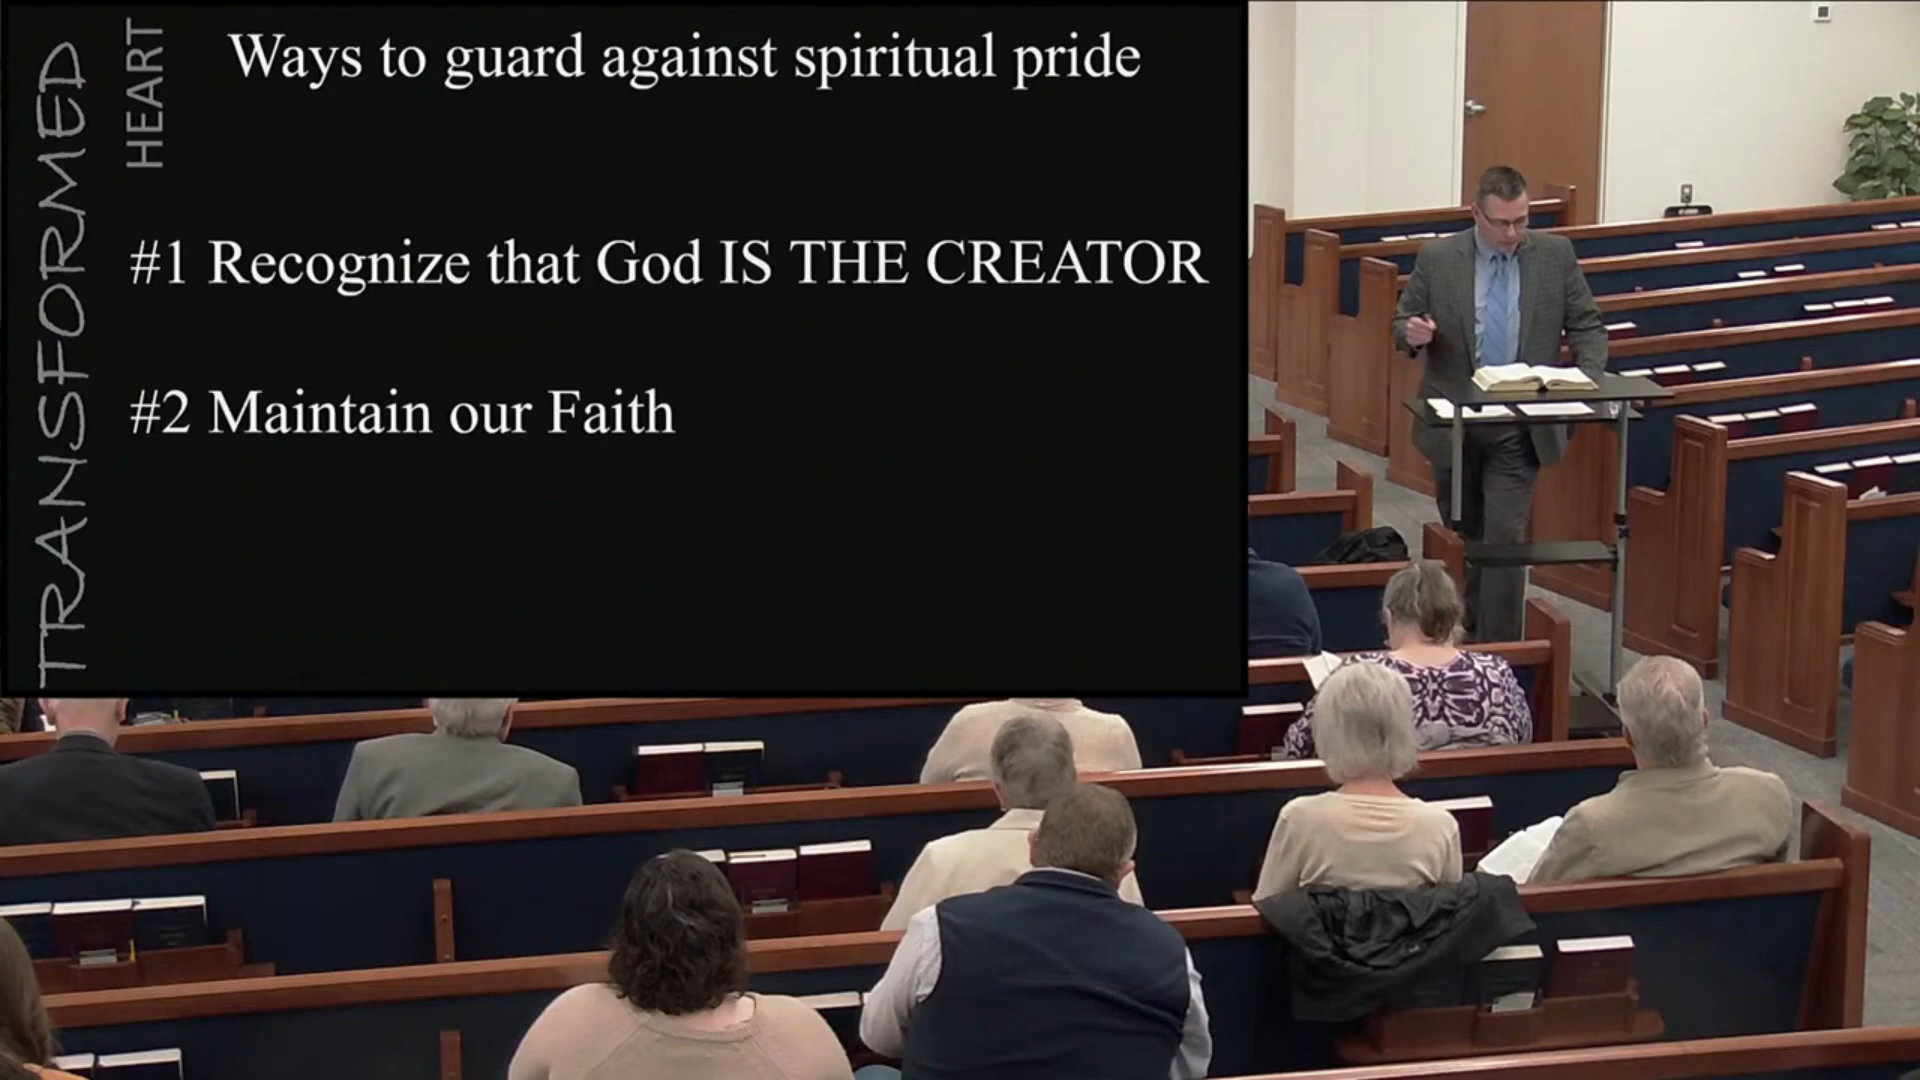 TRANSFORMED
HEART
Ways to guard against spiritual pride
#1 Recognize that God IS THE CREATOR
#2 Maintain our Faith